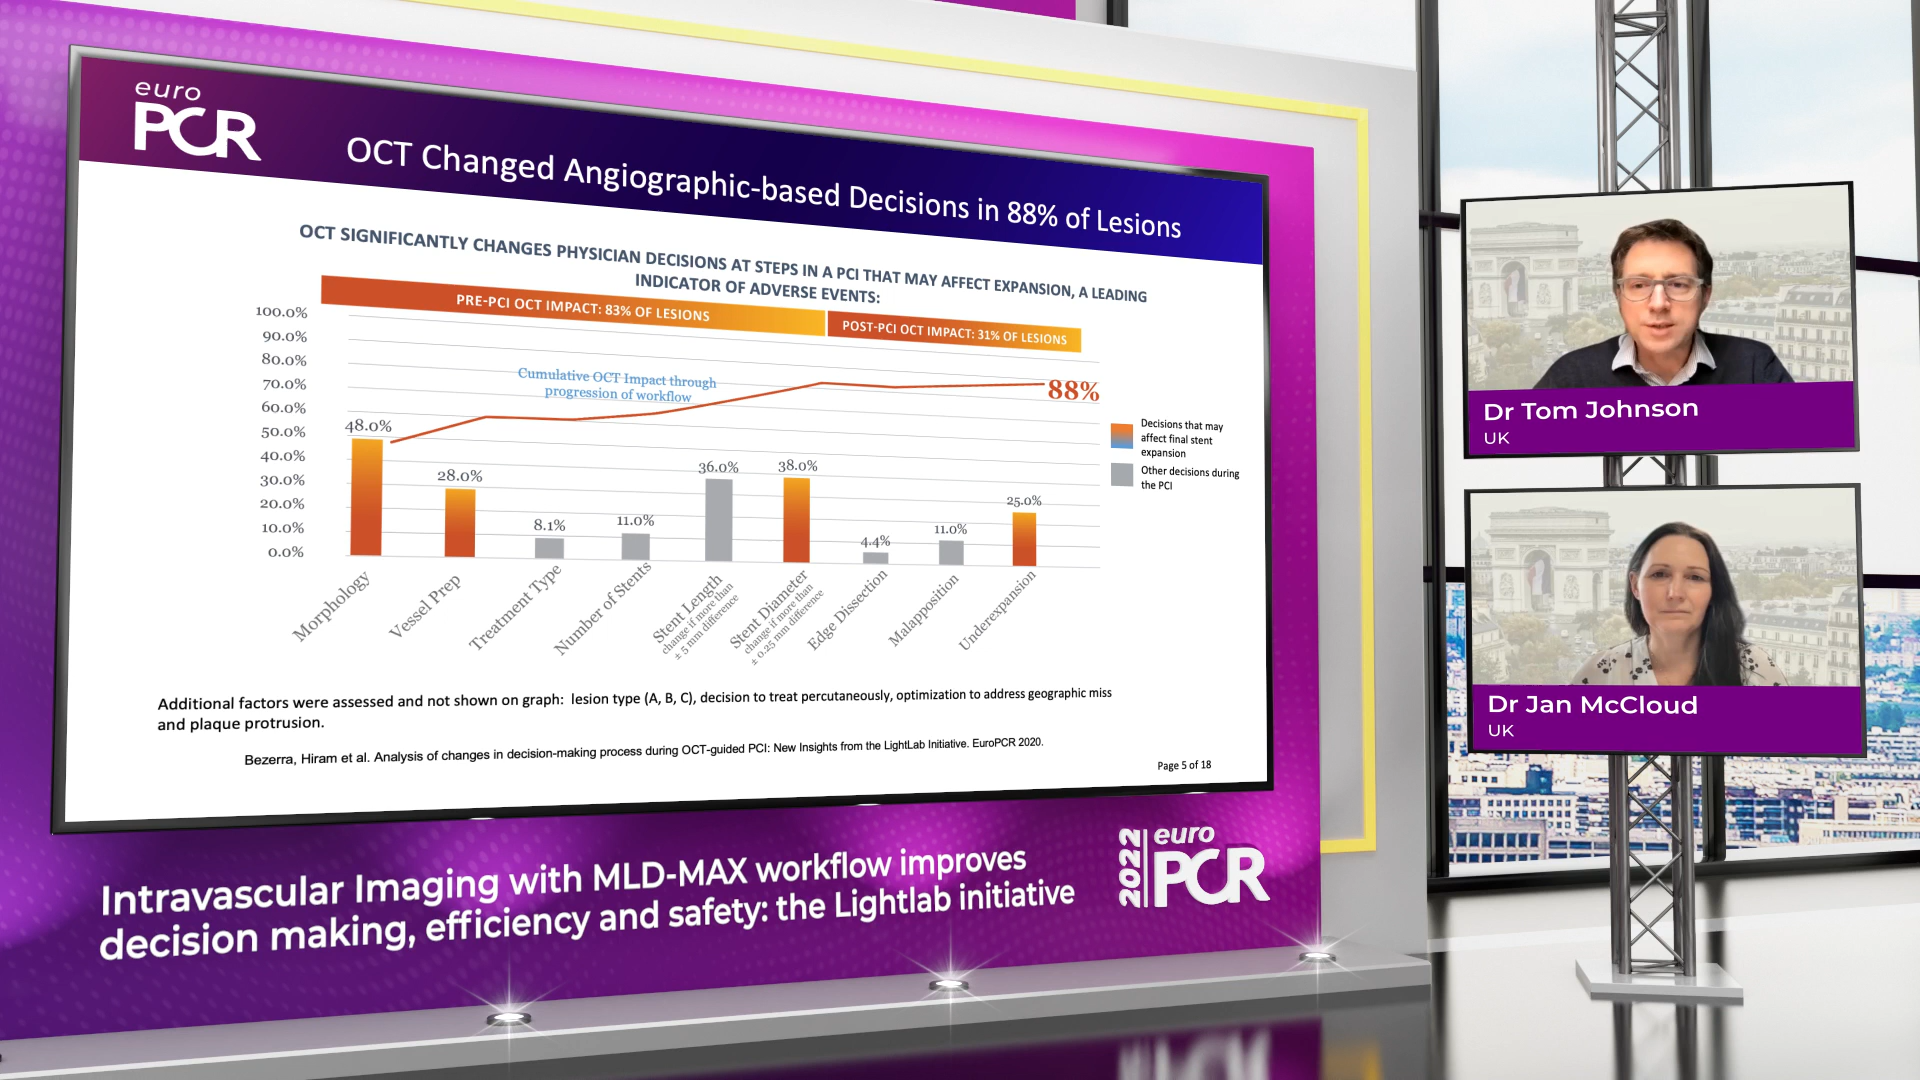 euro
PCR
OCT Changed Angiographic-based Decisions in 88% of Lesions
OCT SIGNIFICANTLY CHANGES PHYSICIAN DECISIONS AT STEPS IN A PCI THAT MAY AFFECT EXPANSION, A LEADING
INDICATOR OF ADVERSE EVENTS:
PRE-PCI OCT IMPACT: 83% OF LESIONS
POST-PCI OCT IMPACT: 31% OF LESIONS
100.0%
90.0%
80.0%
70.0%
60.0%
50.0%
40.0%
30.0%
20.0%
10.0%
0.0%
Cumulative OCT Impact through
progression of workflow
88%
48.0%
28.0%
8.1%
11.0%
36.0%
38.0%
4.4%
11.0%
25.0%
Morphology
Vessel Prep
Treatment Type
Number of Stents
Stent Length
change if more than
± 5 mm difference
Stent Diameter
change if more than
± 0.25 mm difference
Edge Dissection
Malapposition
Underexpansion
Decisions that may
affect final stent
expansion
Other decisions during
the PCI
Additional factors were assessed and not shown on graph: lesion type (A, B, C), decision to treat percutaneously, optimization to address geographic miss
and plaque protrusion.
Bezerra, Hiram et al. Analysis of changes in decision-making process during OCT-guided PCI: New Insights from the LightLab Initiative. EuroPCR 2020.
Page 5 of 18
Intravascular Imaging with MLD-MAX workflow improves
decision making, efficiency and safety: the Lightlab initiative
2022
euro
PCR
Dr Tom Johnson
UK
Dr Jan McCloud
UK